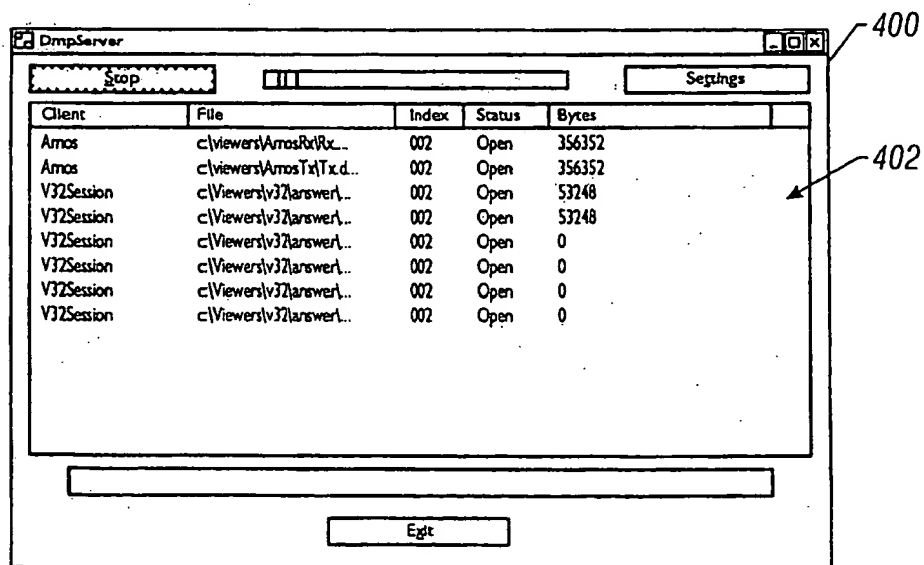 DmpServer
400
Stop
Settings
Client File Index Status Bytes
Amos c:\viewers\AmosRx\Rx... 002 Open 356352
Amos c:\viewers\AmosTx\Tx.d... 002 Open 356352
402
V32Session c:\Viewers\v32\answer\... 002 Open 53248
V32Session c:\Viewers\v32\answer\... 002 Open 53248
V32Session c:\Viewers\v32\answer\... 002 Open 0
V32Session c:\Viewers\v32\answer\... 002 Open 0
V32Session c:\Viewers\v32\answer\... 002 Open 0
V32Session c:\Viewers\v32\answer\... 002 Open 0
Exit